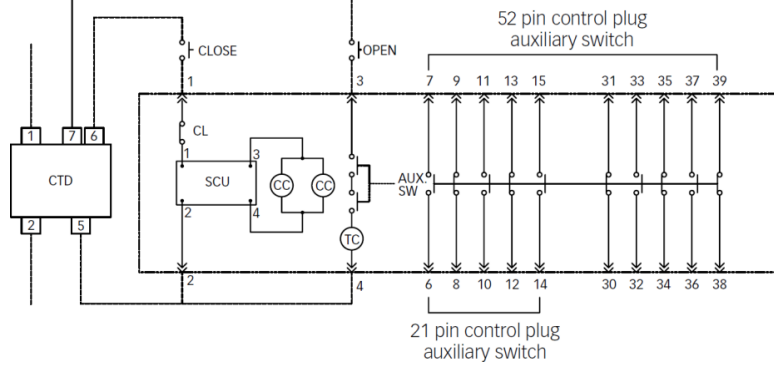 52 pin control plug
auxiliary switch
CLOSE
OPEN
1
3
7 9 11 13 15 31 33 35 37 39
1 7 6
CL
1 3
CTD
SCU
CC CC
AUX.
SW
2 4
2 5
TC
2
4
6 8 10 12 14 30 32 34 36 38
21 pin control plug
auxiliary switch